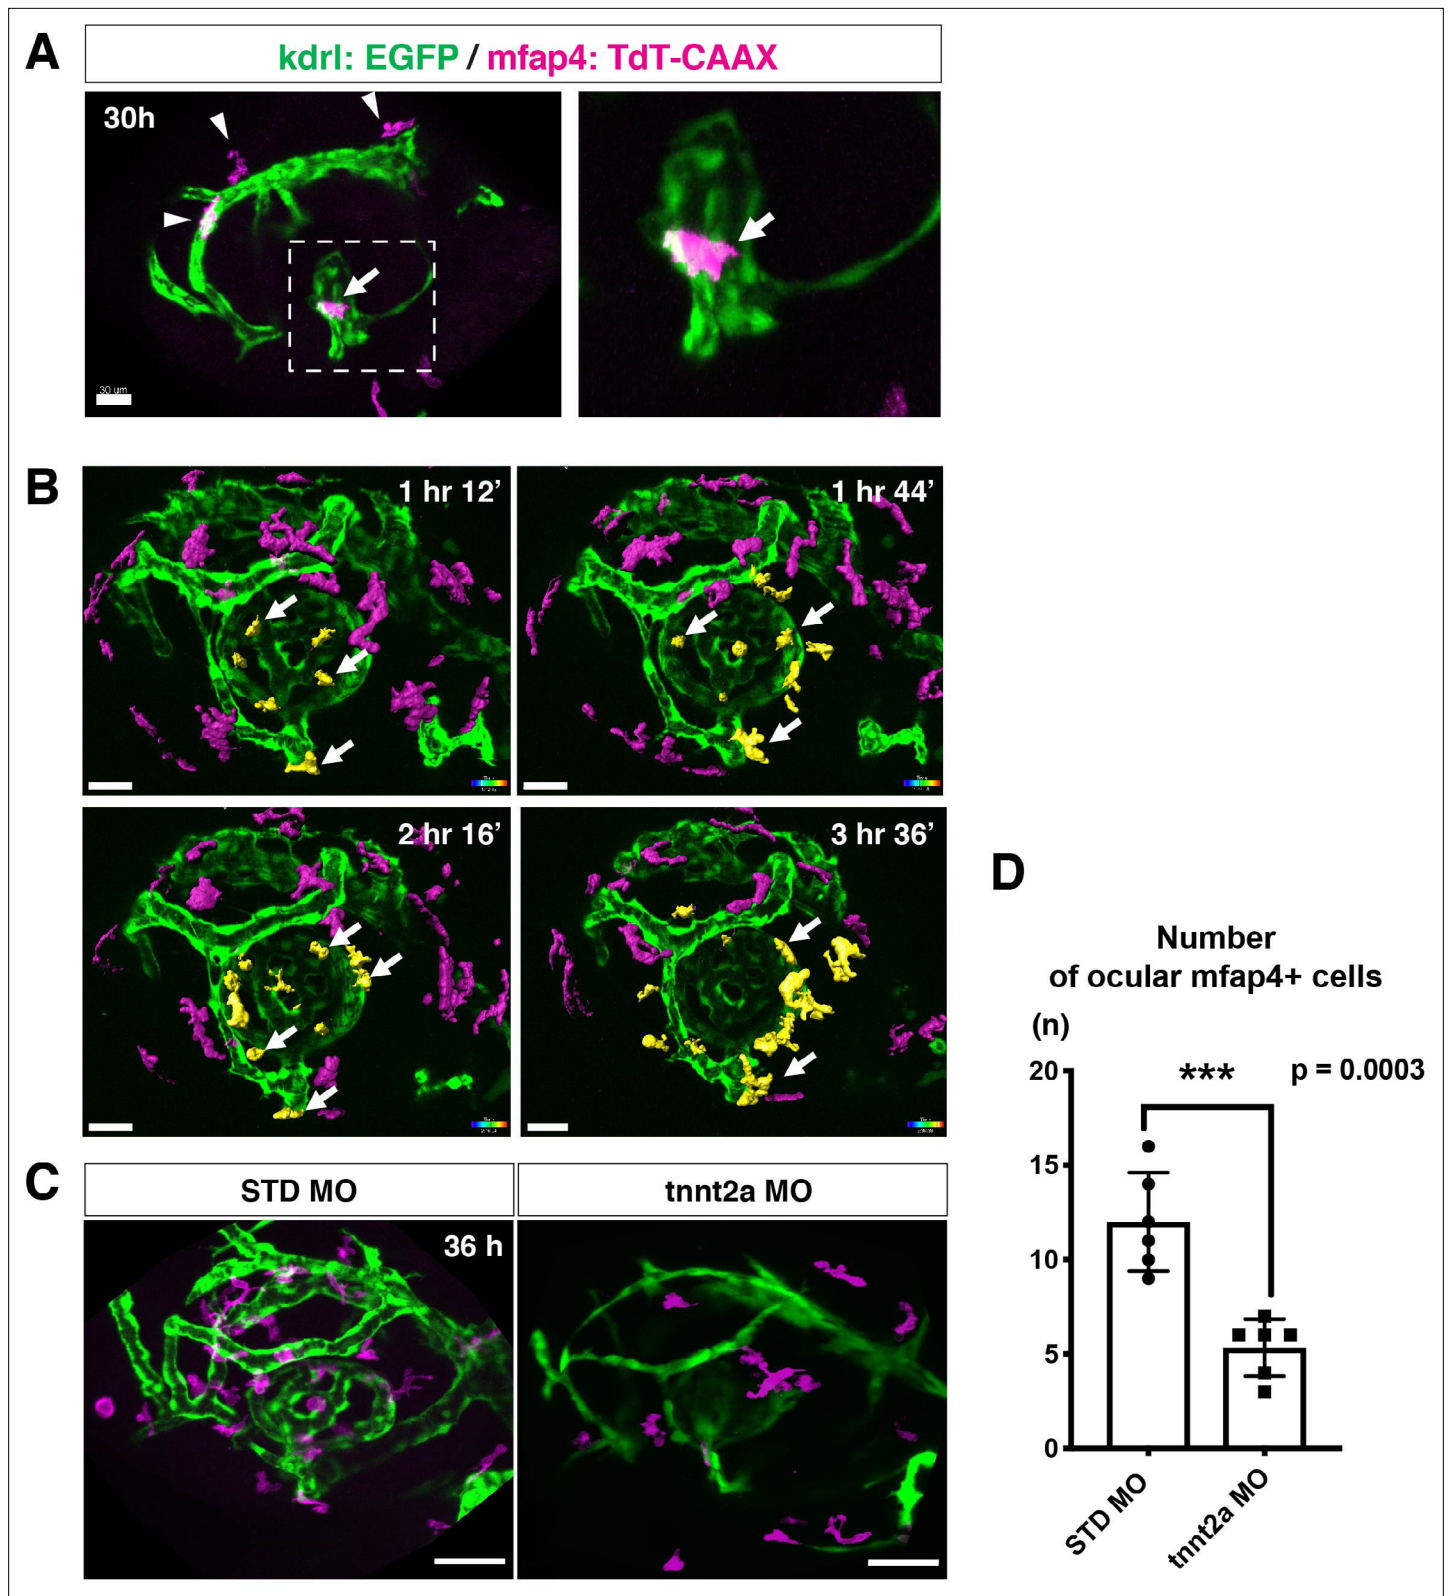 A
kdrl: EGFP / mfap4: TdT-CAAX
30h
30 um
B
1 hr 12’
1 hr 44’
2 hr 16’
3 hr 36’
C
STD MO
tnnt2a MO
36 h
D
Number
of ocular mfap4+ cells
(n)
20
15
10
5
0
***
p = 0.0003
STD MO
tnnt2a MO